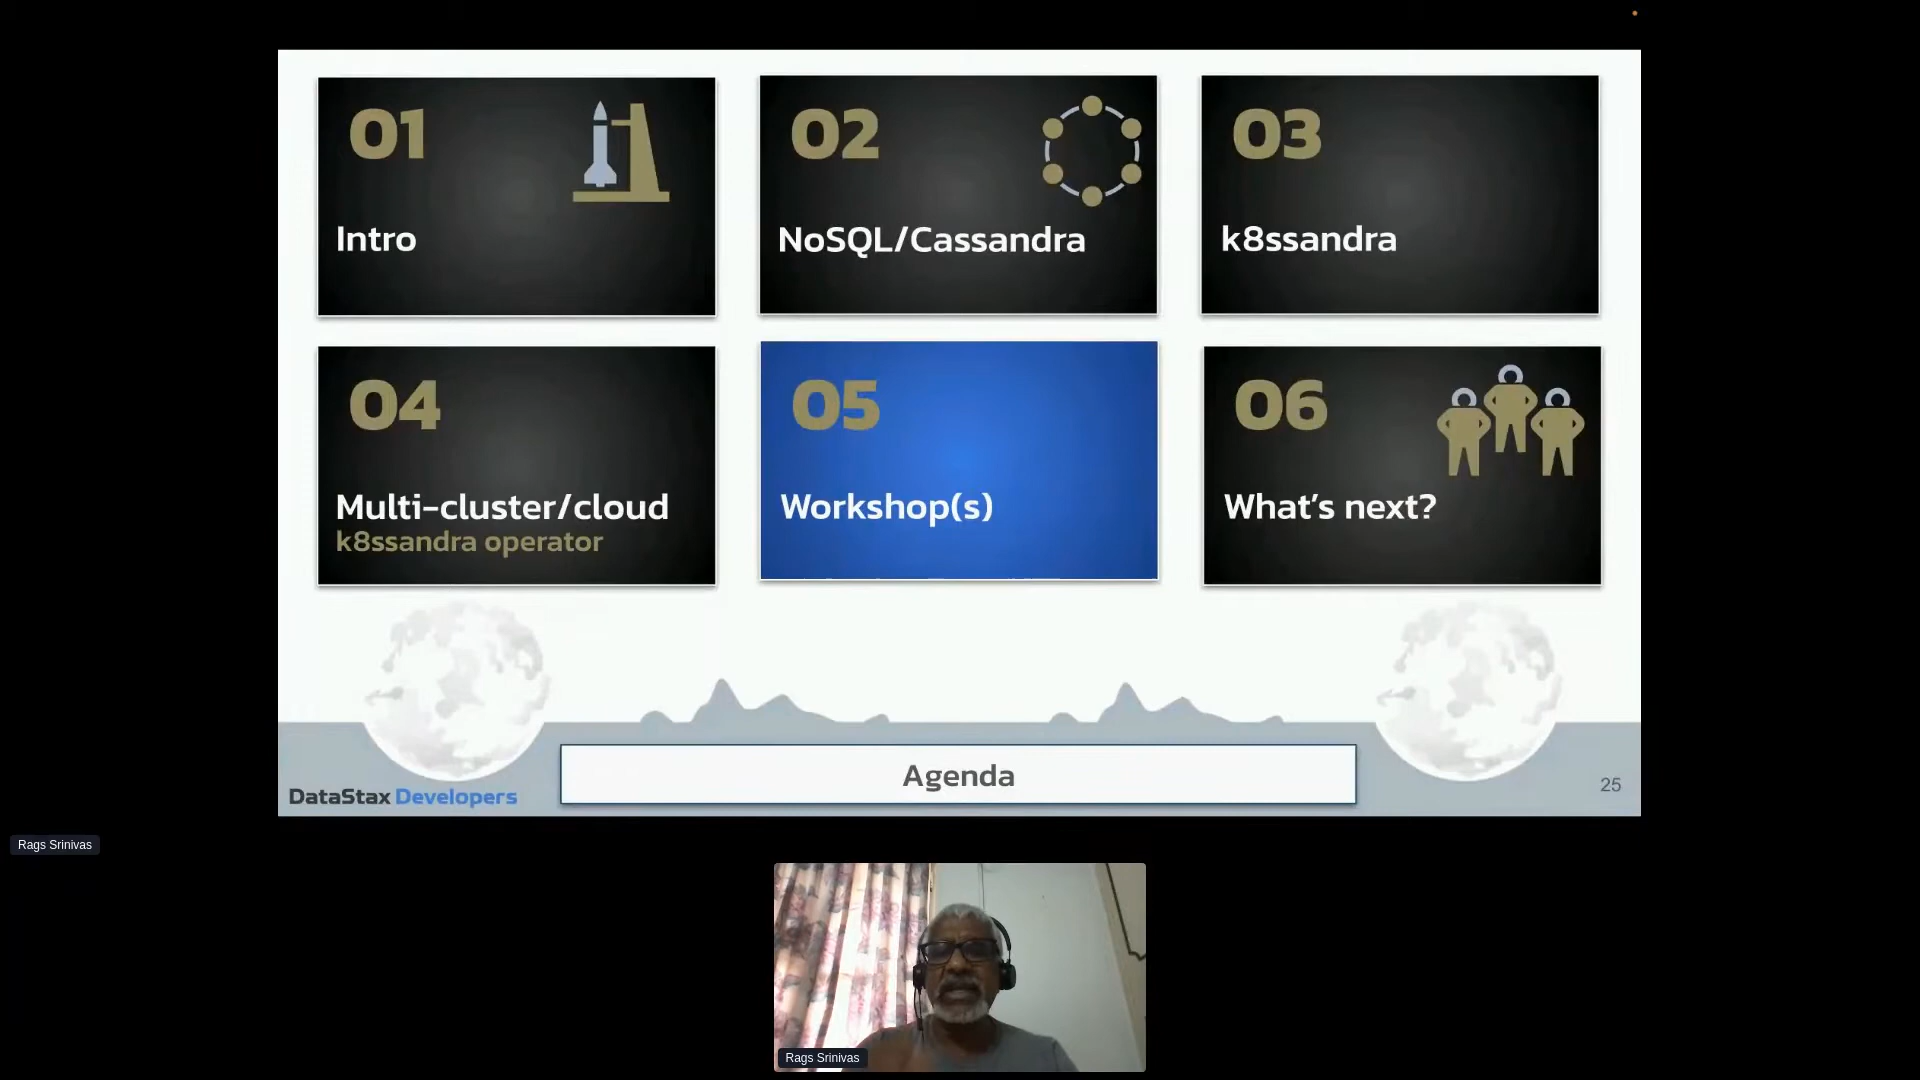 01
Intro
02
NoSQL/Cassandra
03
k8ssandra
04
Multi-cluster/cloud
k8ssandra operator
05
Workshop(s)
06
What's next?
Agenda
DataStax Developers
25
Rags Srinivas
Rags Srinivas